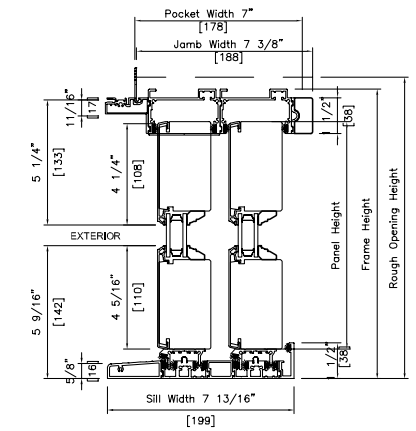 Pocket Width 7"
[178]
Jamb Width 7 3/8"
[188]
11/16"
[17]
1/2"
[38]
5 1/4"
[133]
4 1/4"
[108]
EXTERIOR
Panel Height
Frame Height
Rough Opening Height
5 9/16"
[142]
4 5/16"
[110]
5/8"
[16]
1/2"
[38]
Sill Width 7 13/16"
[199]